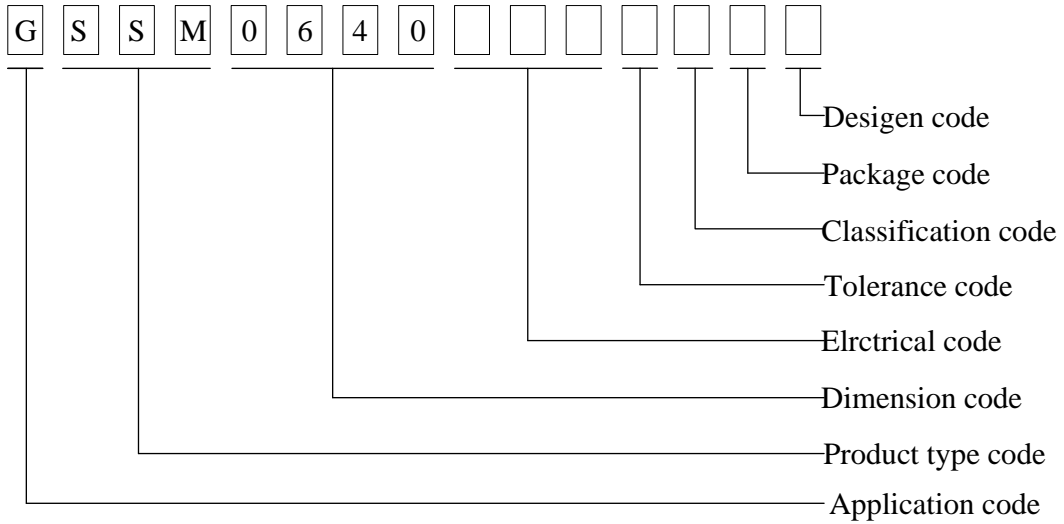 G S S M 0 6 4 0
Desigen code
Package code
Classification code
Tolerance code
Elrctrical code
Dimension code
Product type code
Application code